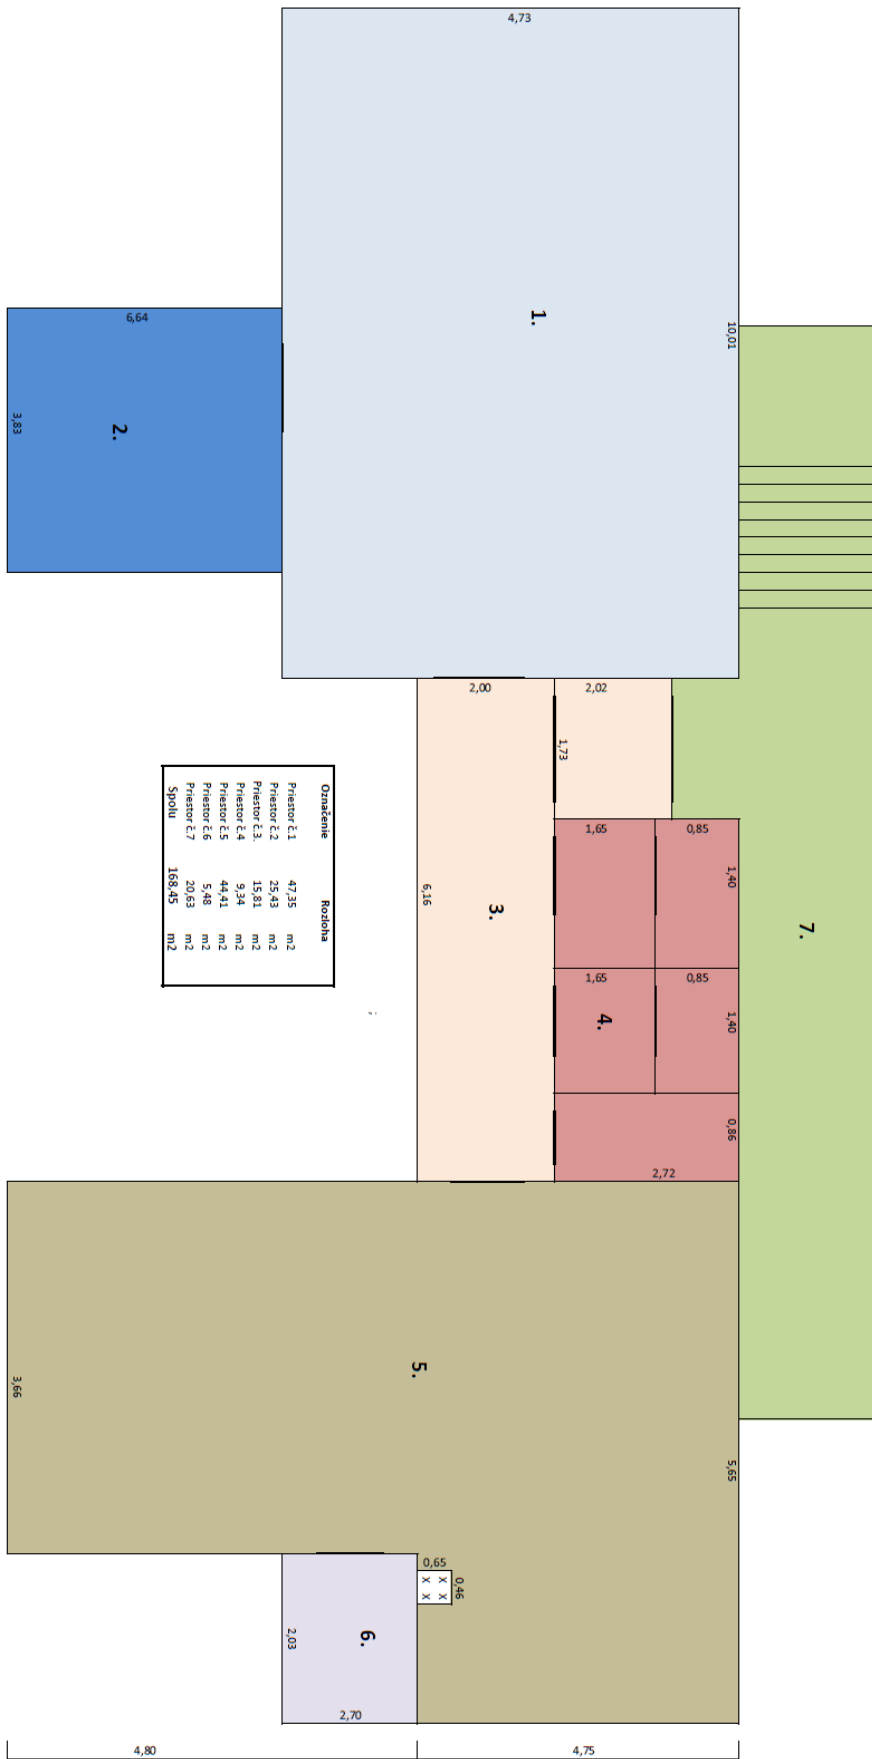 4,73
1.
10,01
6,64
2.
3,83
2,00
2,02
1,73
1,65
0,85
1,40
Označenie Rozloha
Priestor č.1 47,35 m2
Priestor č.2 25,43 m2
Priestor č.3. 15,81 m2
Priestor č.4 9,34 m2
Priestor č.5 44,41 m2
Priestor č.6 5,48 m2
Priestor č.7 20,63 m2
Spolu 168,45 m2
6,16
3.
7.
1,65
0,85
4.
1,40
0,86
2,72
5.
3,66
5,65
0,65
0,46
X X
X X
6.
2,03
2,70
4,80
4,75